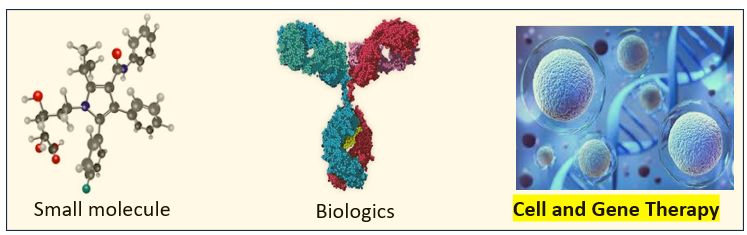 Small molecule
Biologics
Cell and Gene Therapy